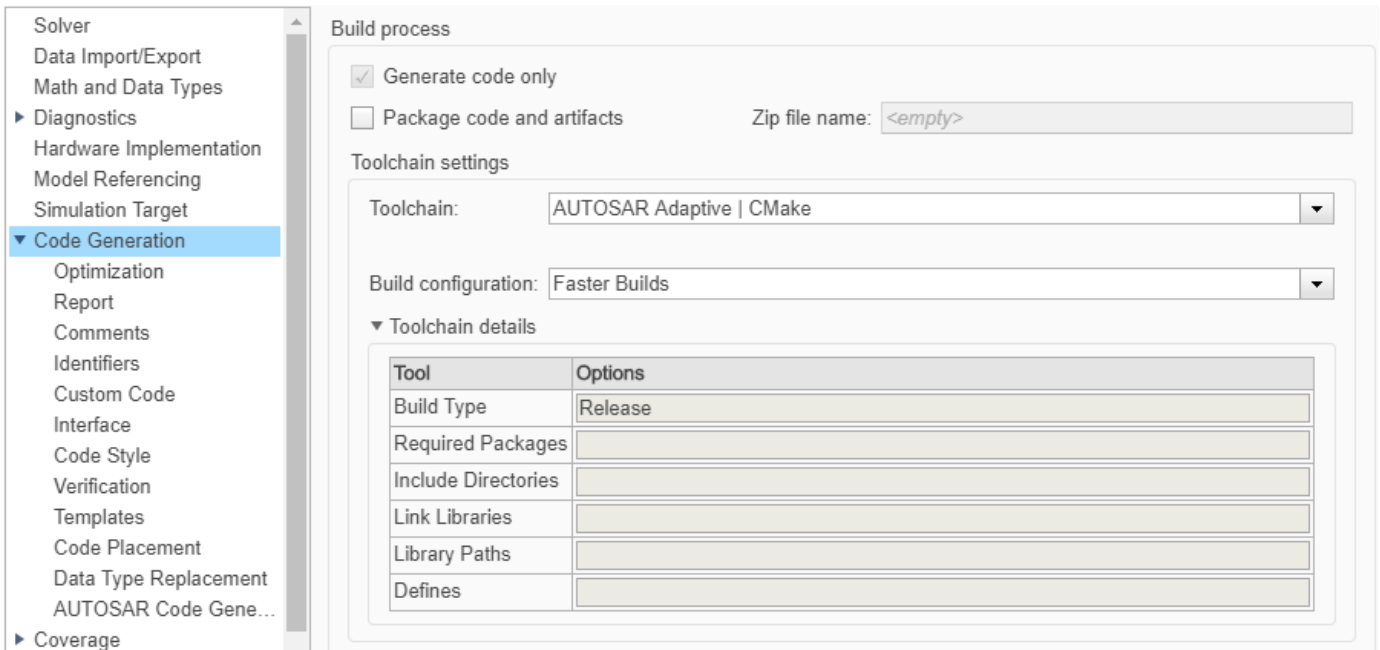 Solver
Data Import/Export
Math and Data Types
Diagnostics
Hardware Implementation
Model Referencing
Simulation Target
Code Generation
Optimization
Report
Comments
Identifiers
Custom Code
Interface
Code Style
Verification
Templates
Code Placement
Data Type Replacement
AUTOSAR Code Gene...
Coverage
Build process
Generate code only
Package code and artifacts
Zip file name: <empty>
Toolchain settings
Toolchain: AUTOSAR Adaptive | CMake
Build configuration: Faster Builds
Toolchain details
Tool Options
Build Type Release
Required Packages
Include Directories
Link Libraries
Library Paths
Defines